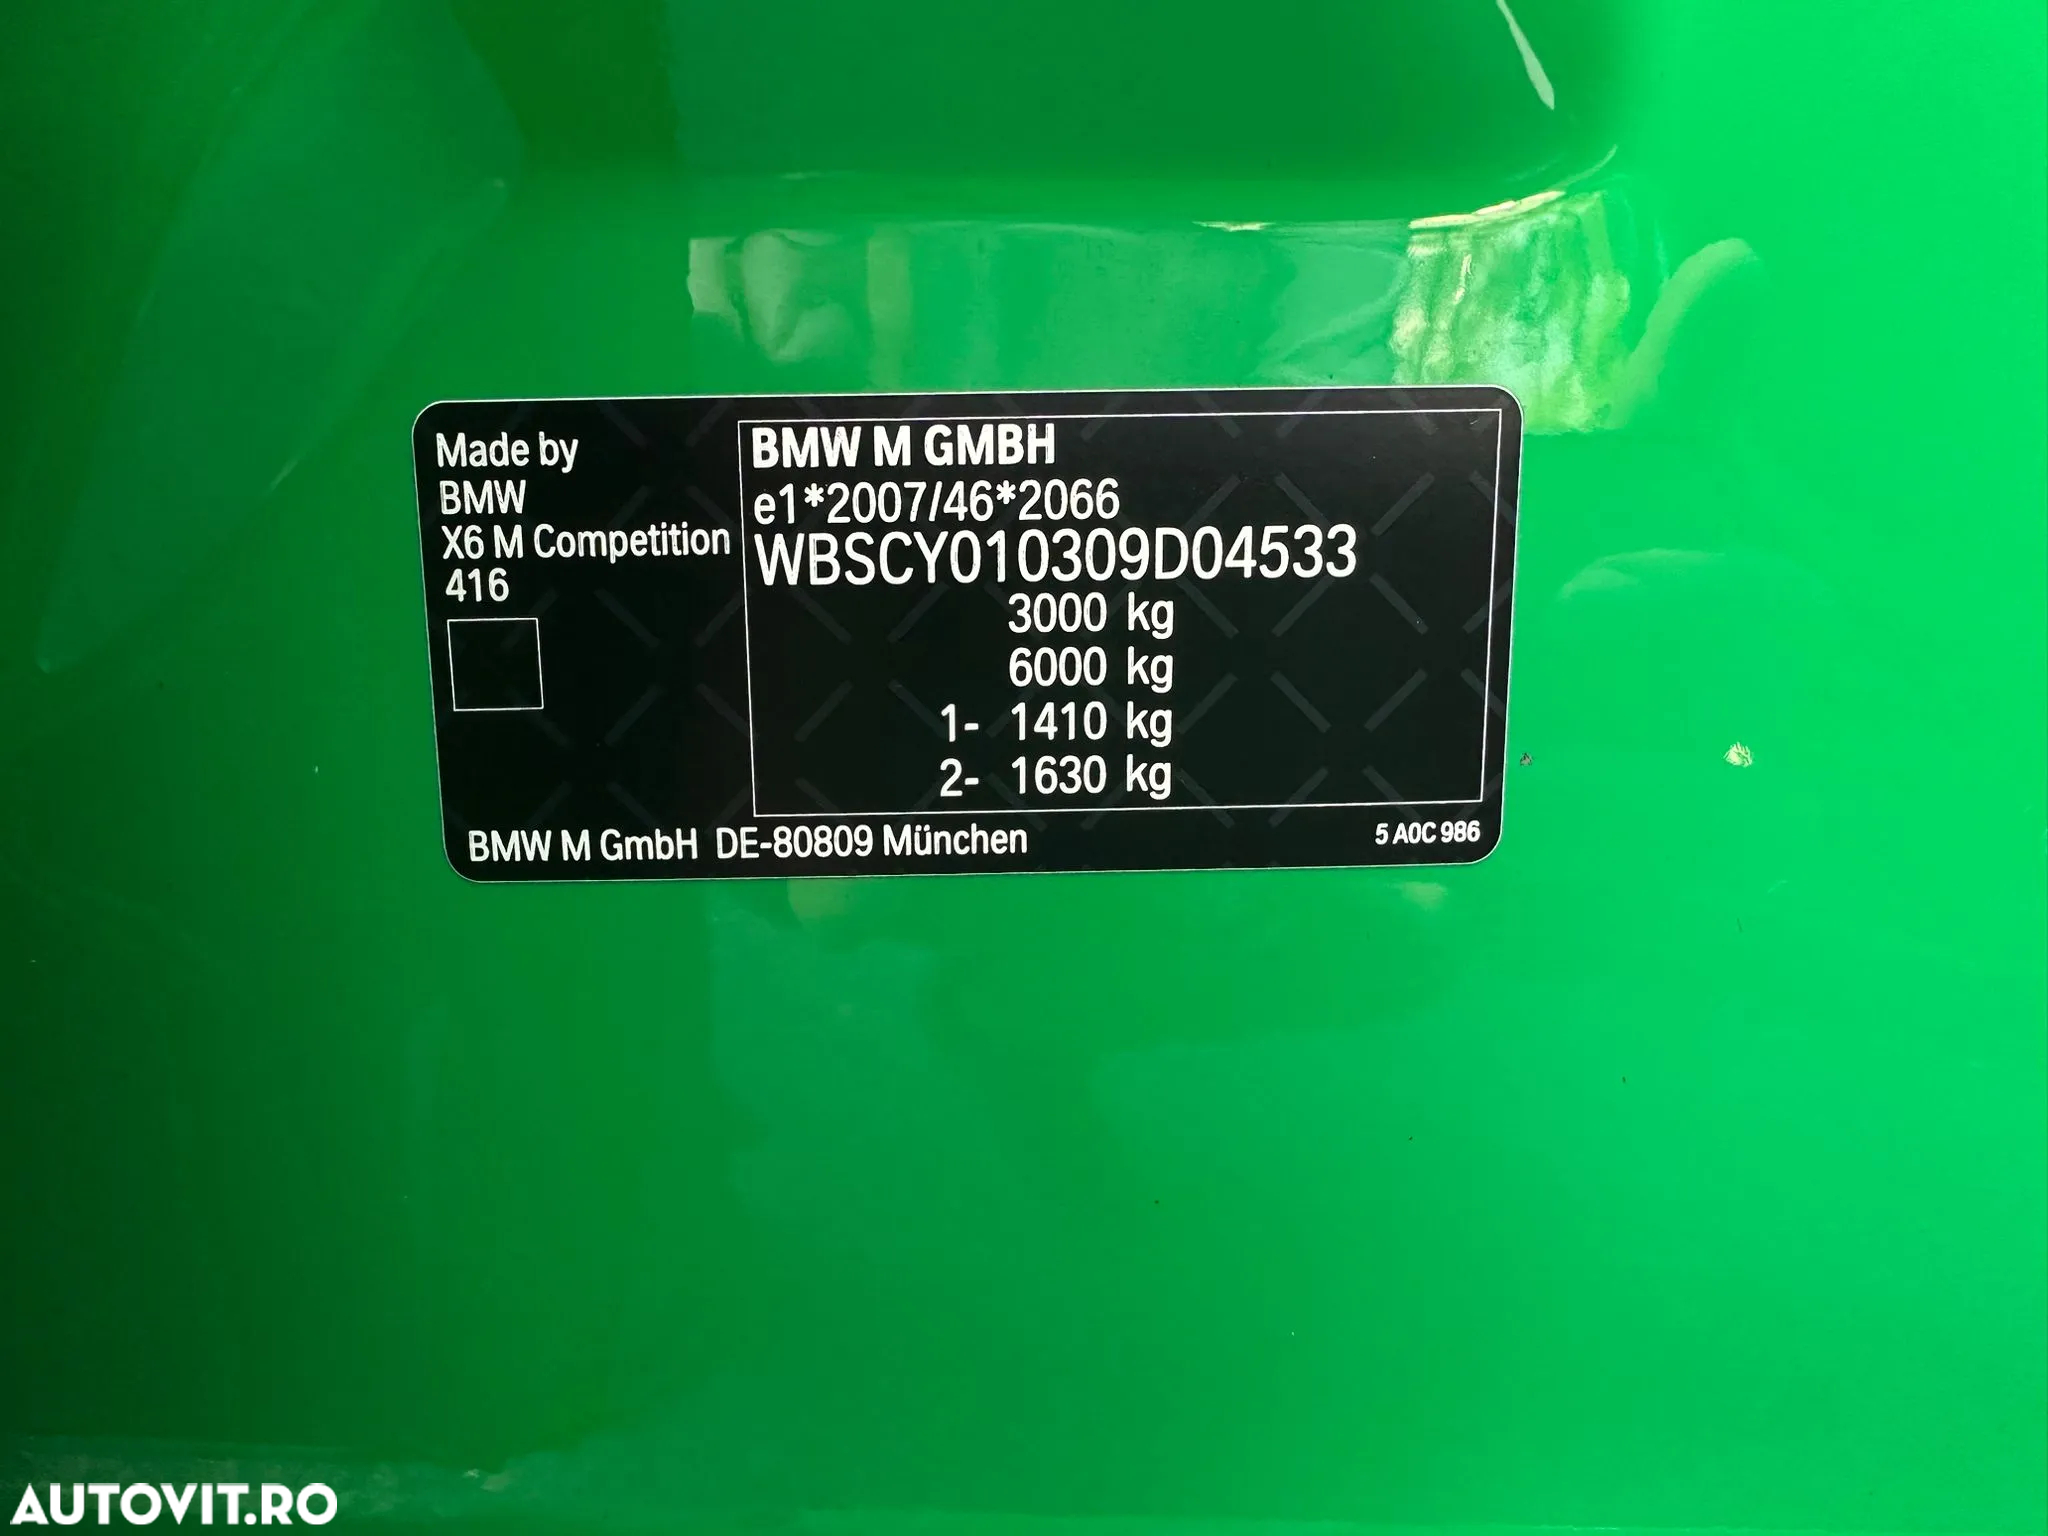 Made by
BMW
X6 M Competition
416
BMW M GMBH
e1*2007/46*2066
WBSCY010309D04533
3000 kg
6000 kg
1- 1410 kg
2- 1630 kg
BMW M GmbH DE-80809 München
5 A0C 986
AUTOVIT.RO